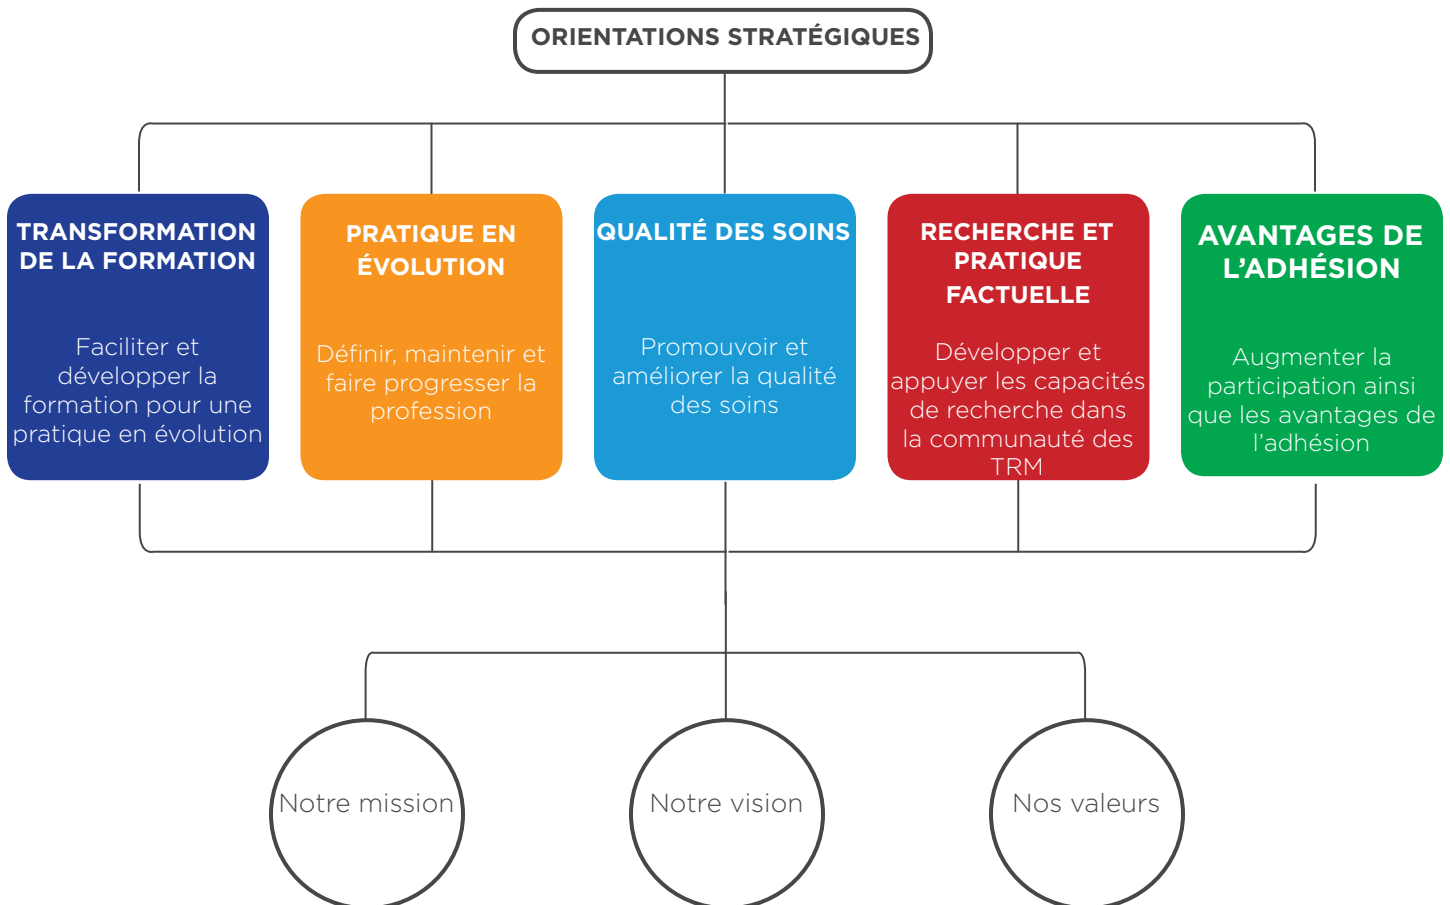 ORIENTATIONS STRATÉGIQUES
TRANSFORMATION
DE LA FORMATION
Faciliter et
développer la
formation pour une
pratique en évolution
PRATIQUE EN
ÉVOLUTION
Définir, maintenir et
faire progresser la
profession
QUALITÉ DES SOINS
Promouvoir et
améliorer la qualité
des soins
RECHERCHE ET
PRATIQUE
FACTUELLE
Développer et
appuyer les capacités
de recherche dans
la communauté des
TRM
AVANTAGES DE
L’ADHÉSION
Augmenter la
participation ainsi
que les avantages de
l’adhésion
Notre mission
Notre vision
Nos valeurs